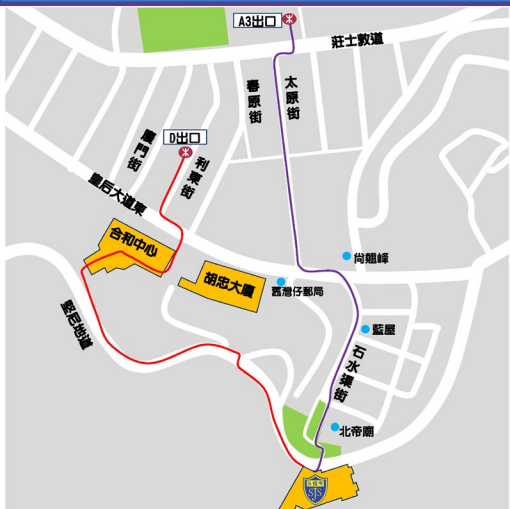 A3出口
莊士敦道
春原街
太原街
廈門街
D出口
利東街
皇后大道東
合和中心
胡忠大廈
舊灣仔郵局
尚翹峰
堅尼地道
藍屋
石水渠街
北帝廟
SJS